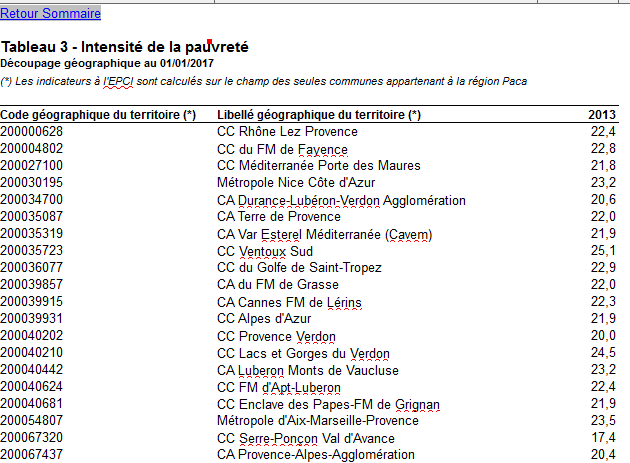 Retour Sommaire
Tableau 3 - Intensité de la pauvreté
Découpage géographique au 01/01/2017
(*) Les indicateurs à l'EPCI sont calculés sur le champ des seules communes appartenant à la région Paca
Code géographique du territoire (*) Libellé géographique du territoire (*) 2013
200000628 CC Rhône Lez Provence 22,4
200004802 CC du FM de Fayence 22,8
200027100 CC Méditerranée Porte des Maures 21,8
200030195 Métropole Nice Côte d'Azur 23,2
200034700 CA Durance-Lubéron-Verdon Agglomération 20,6
200035087 CA Terre de Provence 22,0
200035319 CA Var Esterel Méditerranée (Cavem) 21,9
200035723 CC Ventoux Sud 25,1
200036077 CC du Golfe de Saint-Tropez 22,9
200039857 CA du FM de Grasse 22,0
200039915 CA Cannes FM de Lérins 22,3
200039931 CC Alpes d'Azur 21,9
200040202 CC Provence Verdon 20,0
200040210 CC Lacs et Gorges du Verdon 24,5
200040442 CA Luberon Monts de Vaucluse 23,2
200040624 CC FM d'Apt-Luberon 22,4
200040681 CC Enclave des Papes-FM de Grignan 21,9
200054807 Métropole d'Aix-Marseille-Provence 23,5
200067320 CC Serre-Ponçon Val d'Avance 17,4
200067437 CA Provence-Alpes-Agglomération 20,4